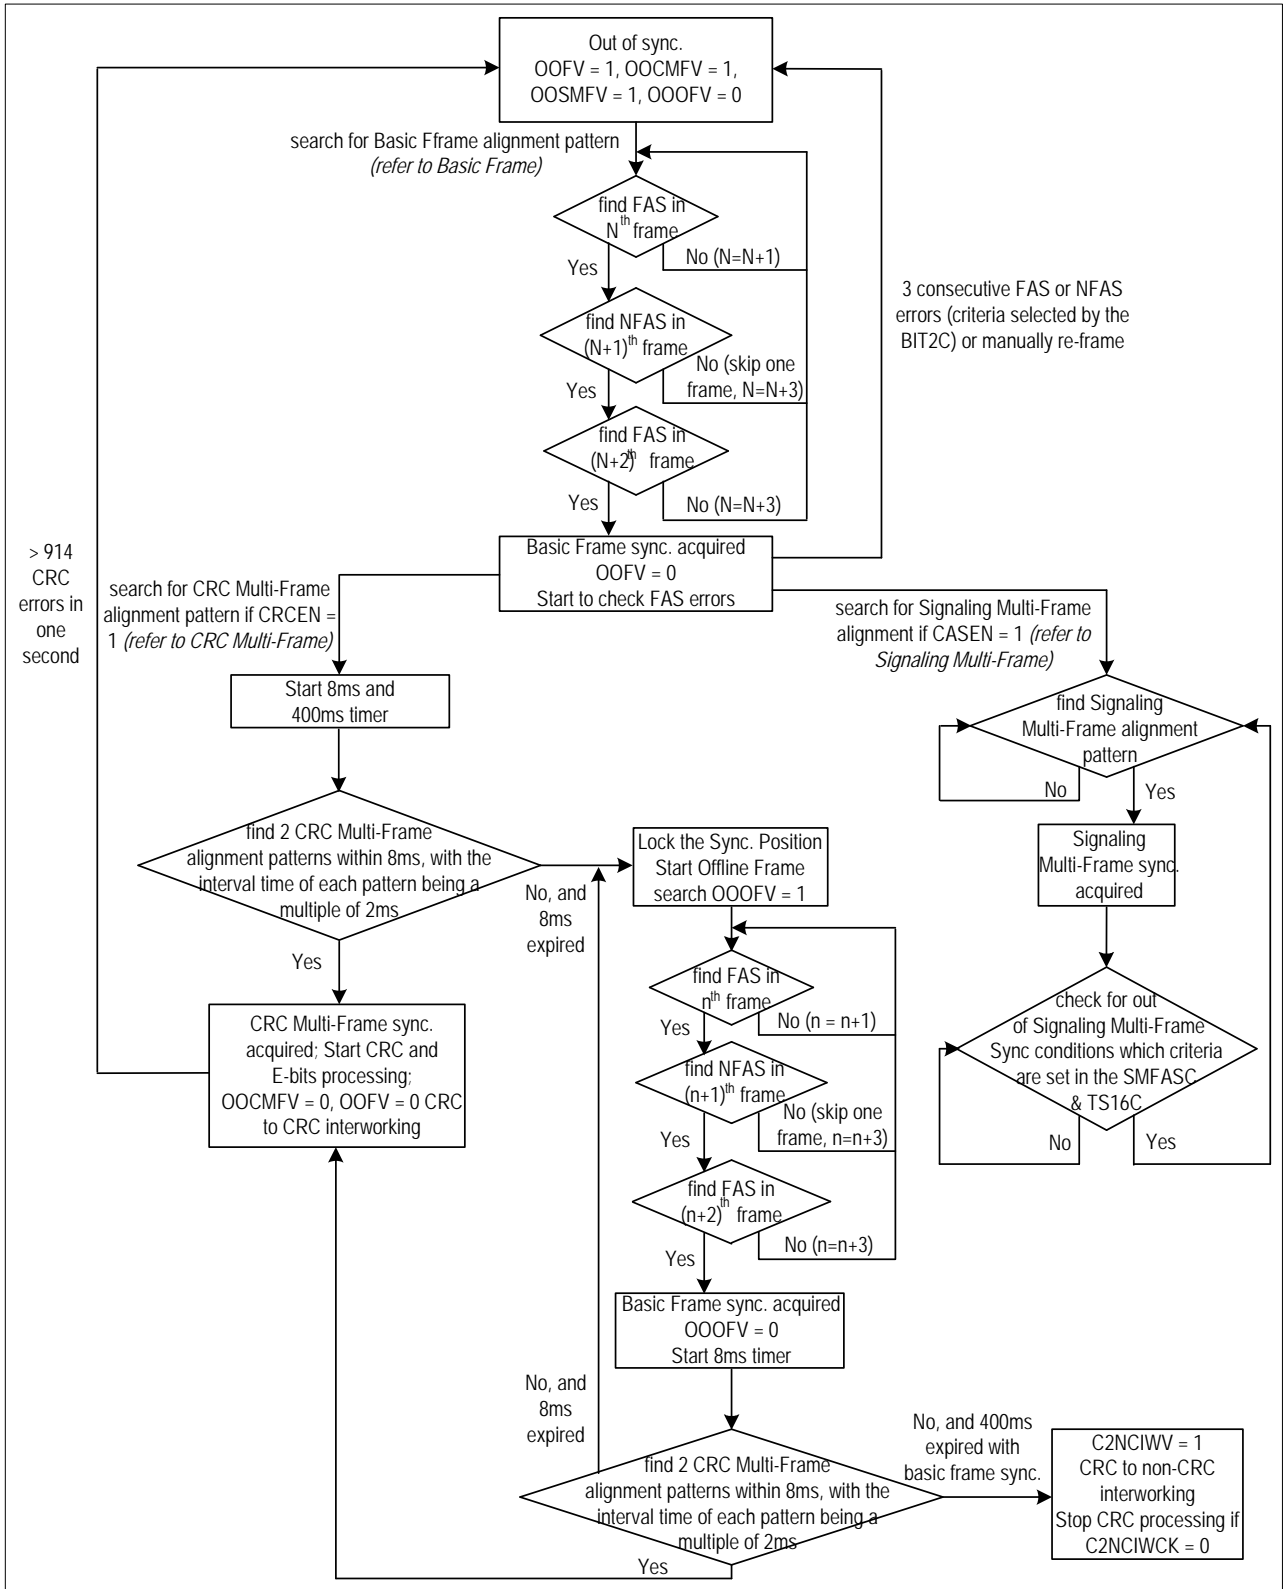 Out of sync.
OOFV = 1, OOCMFV = 1,
OOSMFV = 1, OOOFV = 0
search for Basic Fframe alignment pattern
(refer to Basic Frame)
find FAS in
Nth frame
No (N=N+1)
Yes
find NFAS in
(N+1)th frame
No (skip one
frame, N=N+3)
Yes
find FAS in
(N+2)th frame
Yes
No (N=N+3)
3 consecutive FAS or NFAS
errors (criteria selected by the
BIT2C) or manually re-frame
Basic Frame sync. acquired
OOFV = 0
Start to check FAS errors
> 914
CRC
errors in
one
second
search for CRC Multi-Frame
alignment pattern if CRCEN =
1 (refer to CRC Multi-Frame)
search for Signaling Multi-Frame
alignment if CASEN = 1 (refer to
Signaling Multi-Frame)
Start 8ms and
400ms timer
find Signaling
Multi-Frame alignment
pattern
No
Yes
find 2 CRC Multi-Frame
alignment patterns within 8ms, with the
interval time of each pattern being a
multiple of 2ms
No, and
8ms
expired
Yes
Lock the Sync. Position
Start Offline Frame
search OOOFV = 1
Signaling
Multi-Frame sync.
acquired
find FAS in
nth frame
No (n = n+1)
Yes
CRC Multi-Frame sync.
acquired; Start CRC and
E-bits processing;
OOCMFV = 0, OOFV = 0 CRC
to CRC interworking
check for out
of Signaling Multi-Frame
Sync conditions which criteria
are set in the SMFASC
& TS16C
No
Yes
find NFAS in
(n+1)th frame
No (skip one
frame, n=n+3)
Yes
find FAS in
(n+2)th frame
No (n=n+3)
Yes
Basic Frame sync. acquired
OOOFV = 0
Start 8ms timer
No, and
8ms
expired
find 2 CRC Multi-Frame
alignment patterns within 8ms, with the
interval time of each pattern being a
multiple of 2ms
Yes
No, and 400ms
expired with
basic frame sync.
C2NCIWV = 1
CRC to non-CRC
interworking
Stop CRC processing if
C2NCIWCK = 0